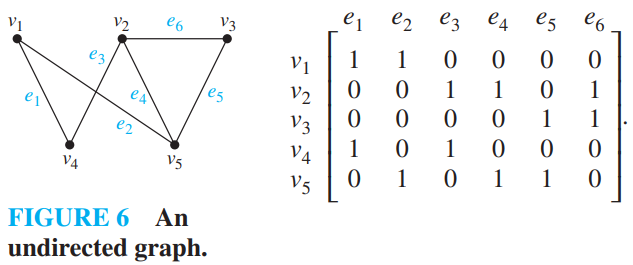 v1 v2 e6 v3
e3
e1 e4 e5
e2
v4 v5
FIGURE 6 An
undirected graph.
e1 e2 e3 e4 e5 e6
v1 1 1 0 0 0 0
v2 0 0 1 1 0 1
v3 0 0 0 0 1 1
v4 1 0 1 0 0 0
v5 0 1 0 1 1 0 .